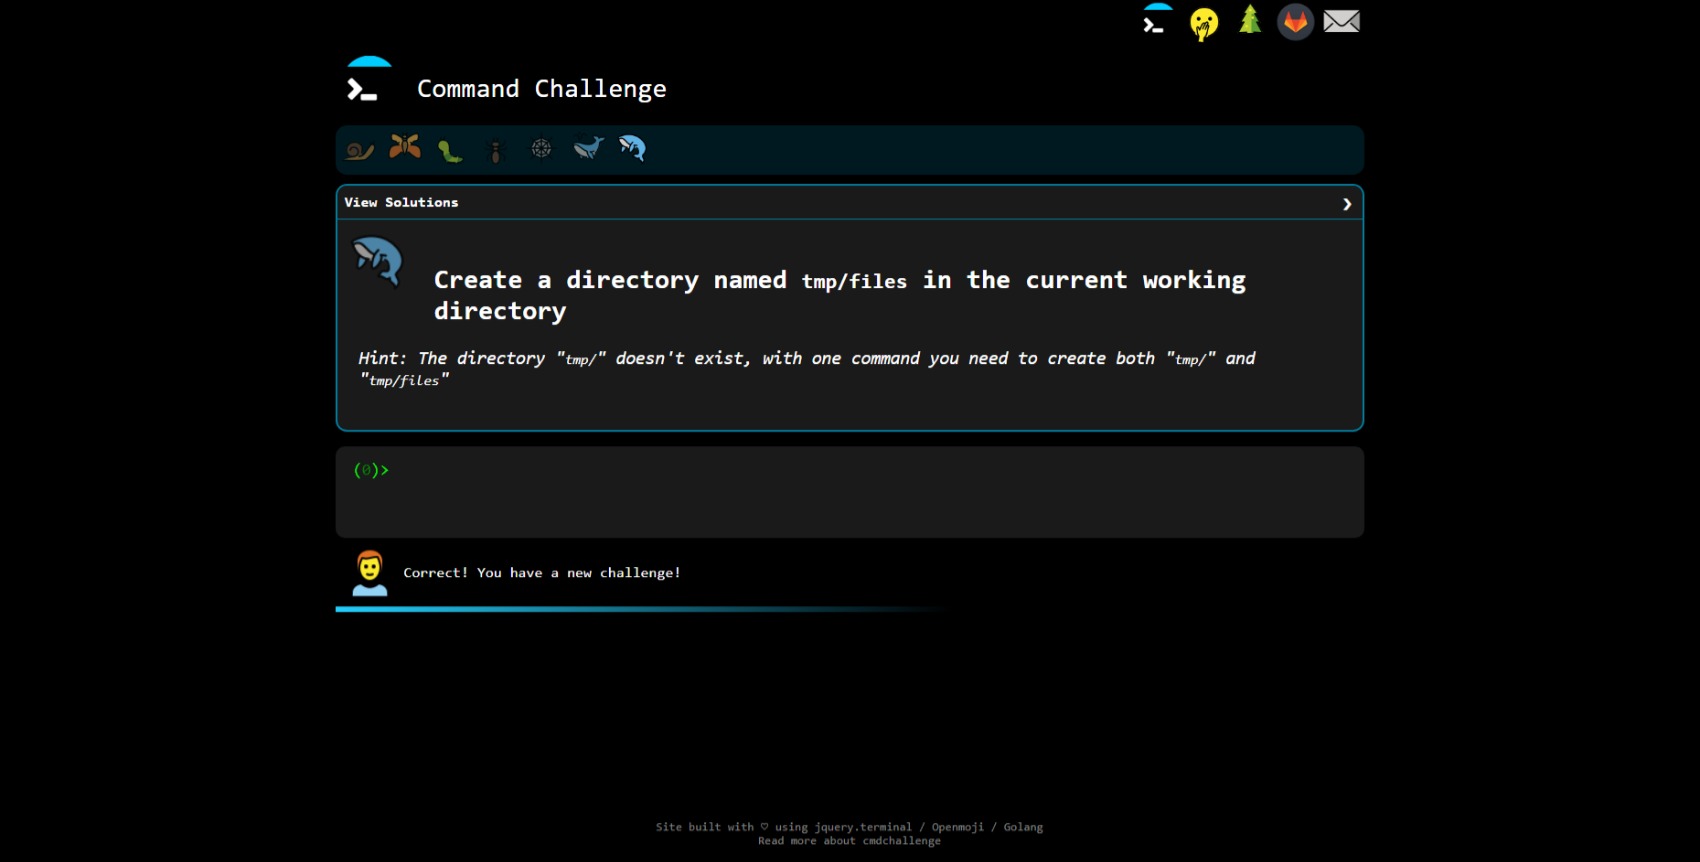 Command Challenge
View Solutions
Create a directory named tmp/files in the current working
directory
Hint: The directory "tmp/" doesn't exist, with one command you need to create both "tmp/" and
"tmp/files"
(0)>
Correct! You have a new challenge!
Site built with ♡ using jquery.terminal / Openmoji / Golang
Read more about cmdchallenge